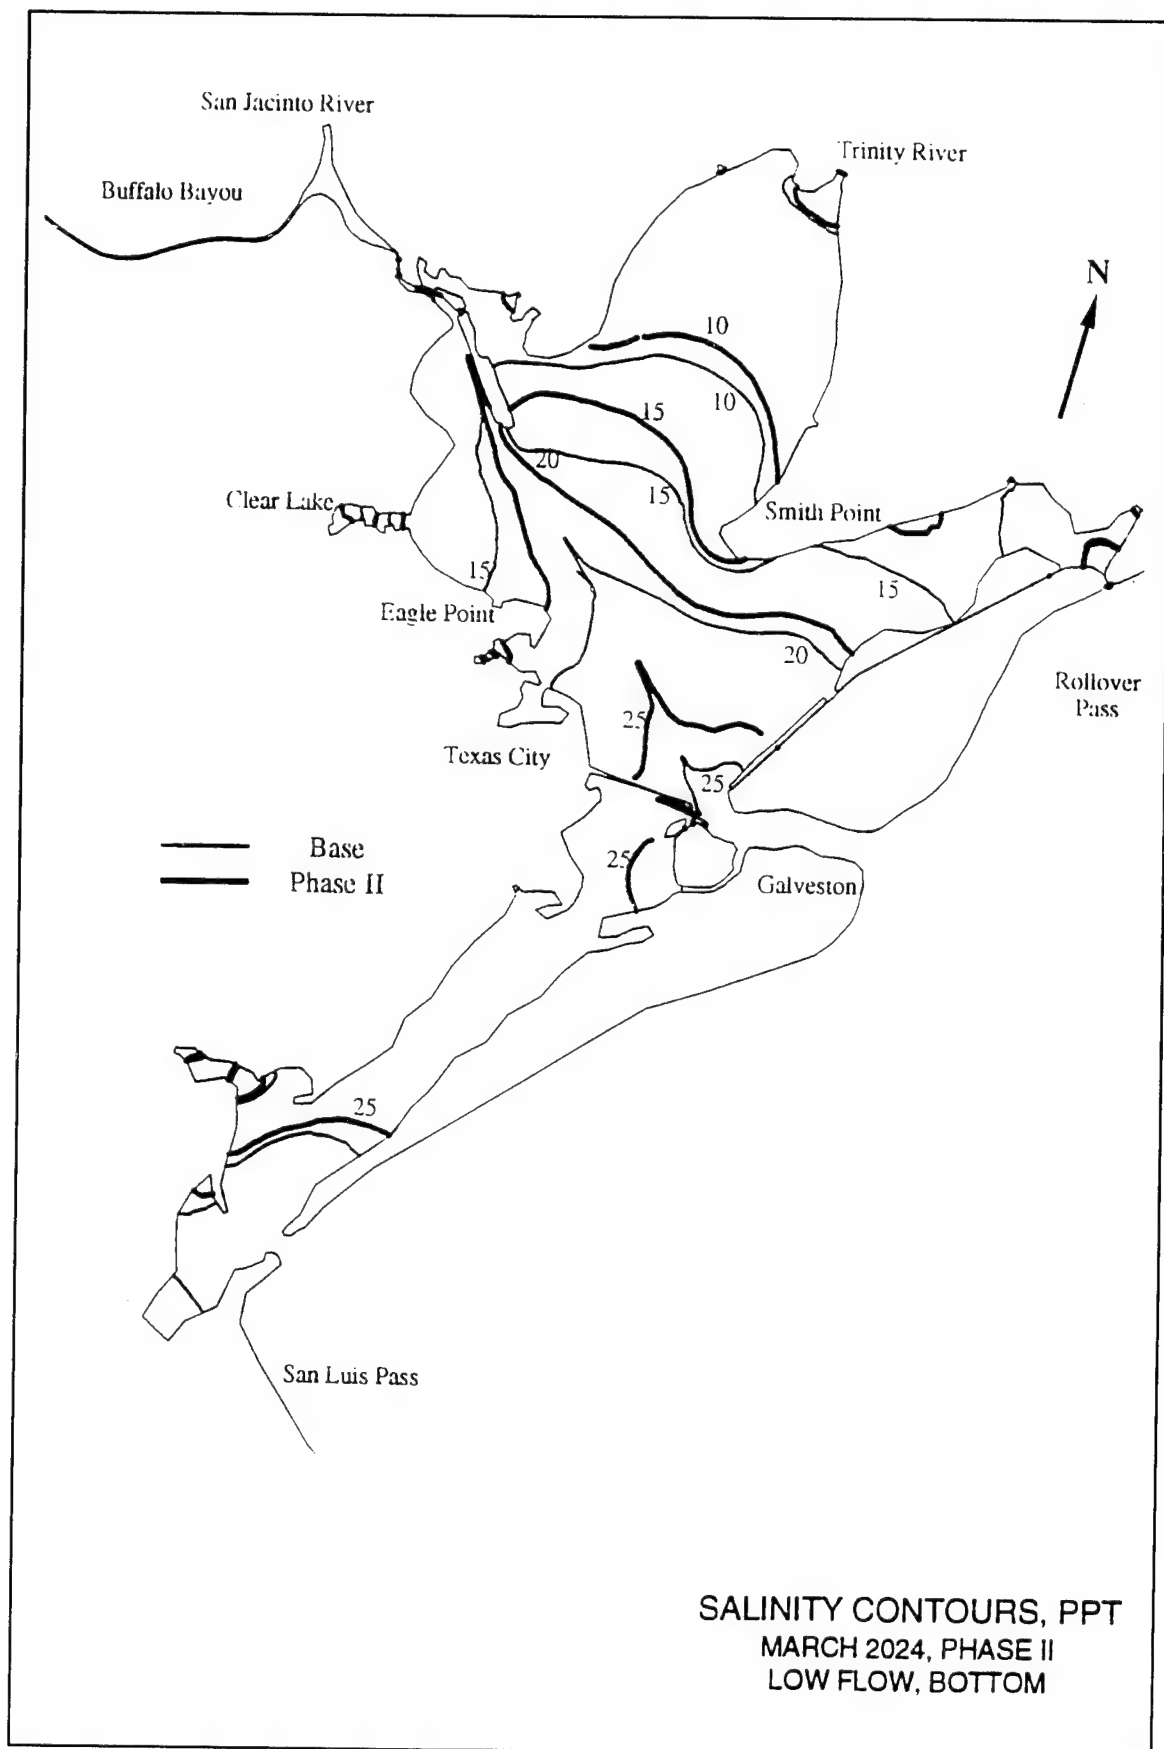 San Jacinto River
Trinity River
Buffalo Bayou
N
10
10
15
20
15
Clear Lake
Smith Point
15
15
Eagle Point
20
Rollover
Pass
25
Texas City
25
Base
25
Phase II
Galveston
25
San Luis Pass
SALINITY CONTOURS, PPT
MARCH 2024, PHASE II
LOW FLOW, BOTTOM